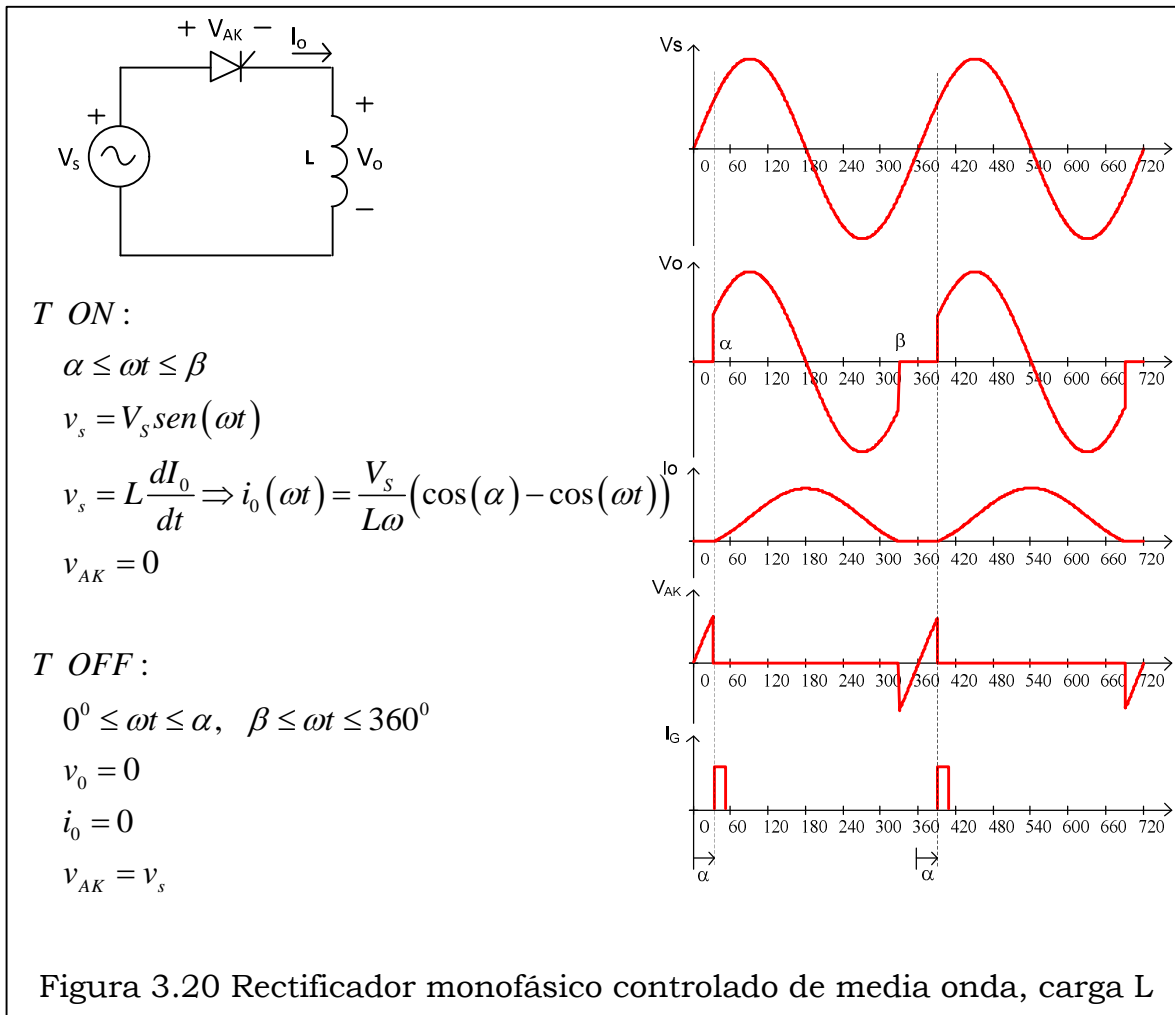 + V_AK − I_o
+
V_s
L
+
V_o
−
T ON :
α ≤ ωt ≤ β
v_s = V_S sen(ωt)
v_s = L dI_0/dt ⇒ i_0(ωt) = V_S/Lω (cos(α) − cos(ωt))
v_AK = 0
T OFF :
0^0 ≤ ωt ≤ α, β ≤ ωt ≤ 360^0
v_0 = 0
i_0 = 0
v_AK = v_s
Vs
0 60 120 180 240 300 360 420 480 540 600 660 720
Vo
α β
0 60 120 180 240 300 360 420 480 540 600 660 720
Io
0 60 120 180 240 300 360 420 480 540 600 660 720
V_AK
0 60 120 180 240 300 360 420 480 540 600 660 720
I_G
0 60 120 180 240 300 360 420 480 540 600 660 720
α α
Figura 3.20 Rectificador monofásico controlado de media onda, carga L